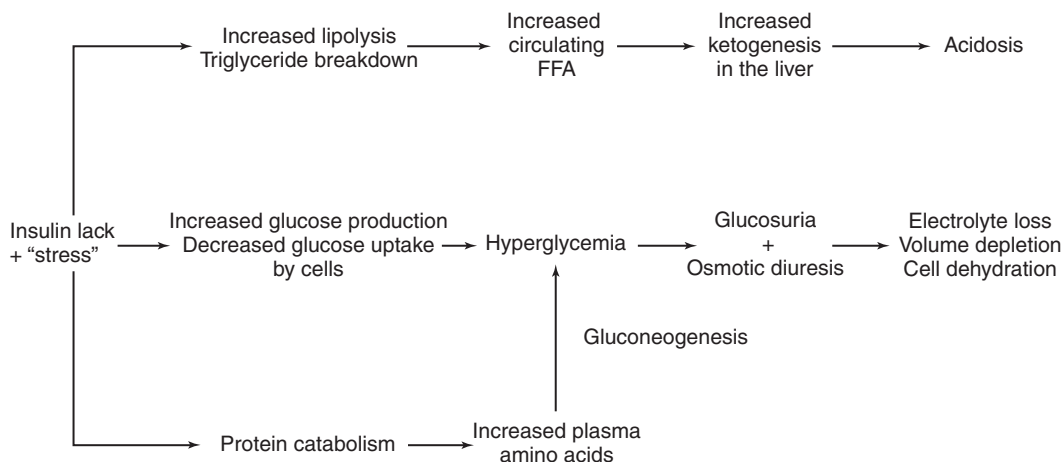 Increased lipolysis
Triglyceride breakdown
Increased
circulating
FFA
Increased
ketogenesis
in the liver
Acidosis
Insulin lack
+ “stress”
Increased glucose production
Decreased glucose uptake
by cells
Hyperglycemia
Glucosuria
+
Osmotic diuresis
Electrolyte loss
Volume depletion
Cell dehydration
Gluconeogenesis
Protein catabolism
Increased plasma
amino acids